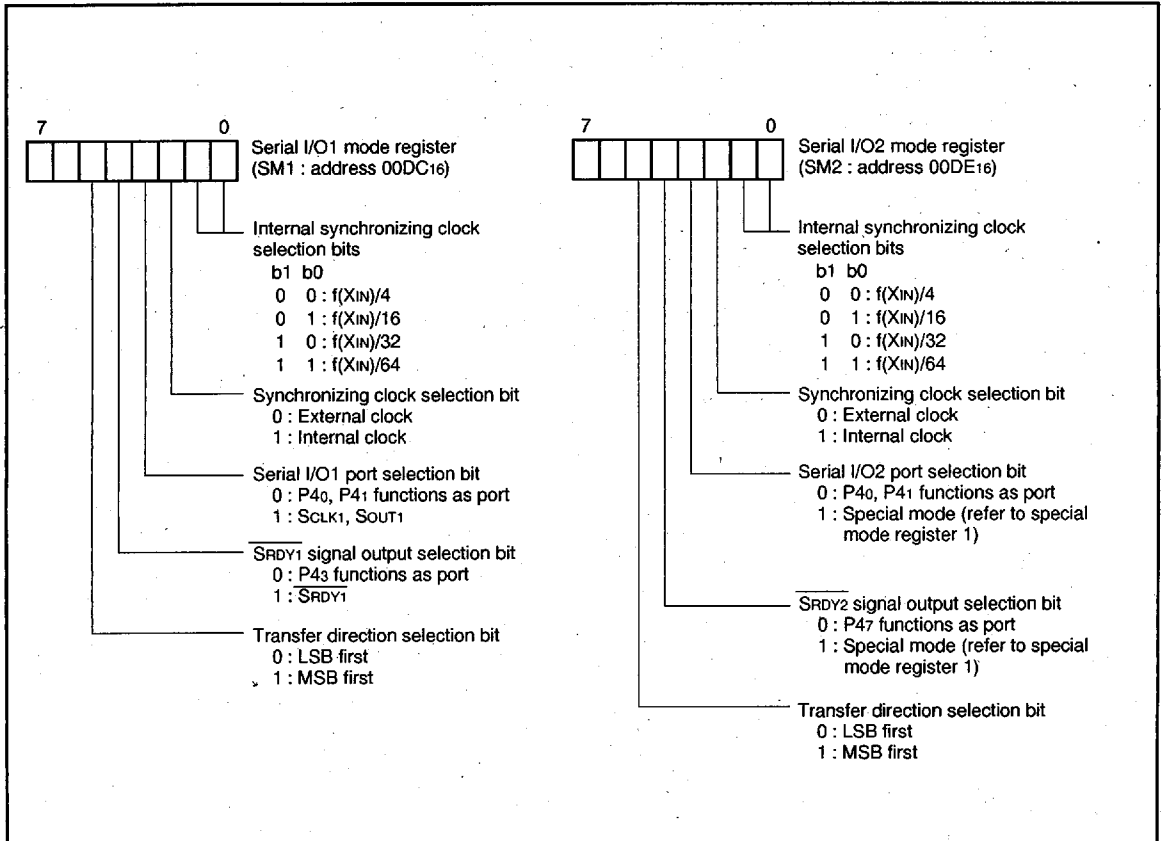 7 0
Serial I/O1 mode register
(SM1 : address 00DC16)
Internal synchronizing clock
selection bits
b1 b0
0 0 : f(XIN)/4
0 1 : f(XIN)/16
1 0 : f(XIN)/32
1 1 : f(XIN)/64
Synchronizing clock selection bit
0 : External clock
1 : Internal clock
Serial I/O1 port selection bit
0 : P40, P41 functions as port
1 : SCLK1, SOUT1
SRDY1 signal output selection bit
0 : P43 functions as port
1 : SRDY1
Transfer direction selection bit
0 : LSB first
1 : MSB first
7 0
Serial I/O2 mode register
(SM2 : address 00DE16)
Internal synchronizing clock
selection bits
b1 b0
0 0 : f(XIN)/4
0 1 : f(XIN)/16
1 0 : f(XIN)/32
1 1 : f(XIN)/64
Synchronizing clock selection bit
0 : External clock
1 : Internal clock
Serial I/O2 port selection bit
0 : P40, P41 functions as port
1 : Special mode (refer to special
mode register 1)
SRDY2 signal output selection bit
0 : P47 functions as port
1 : Special mode (refer to special
mode register 1)
Transfer direction selection bit
0 : LSB first
1 : MSB first